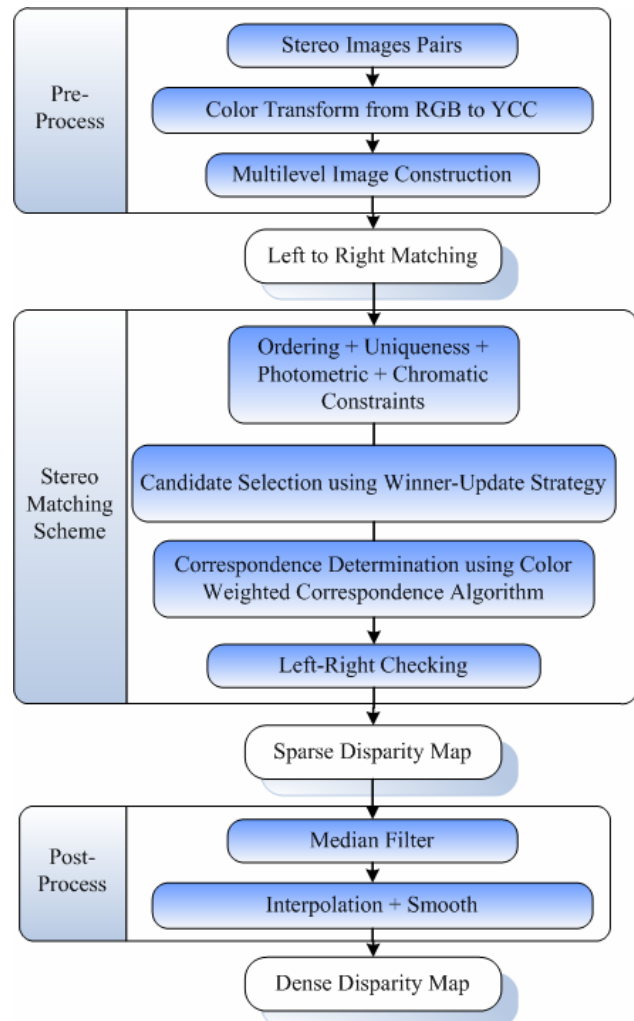 Pre-
Process
Stereo Images Pairs
Color Transform from RGB to YCC
Multilevel Image Construction
Left to Right Matching
Stereo
Matching
Scheme
Ordering + Uniqueness +
Photometric + Chromatic
Constraints
Candidate Selection using Winner-Update Strategy
Correspondence Determination using Color
Weighted Correspondence Algorithm
Left-Right Checking
Sparse Disparity Map
Post-
Process
Median Filter
Interpolation + Smooth
Dense Disparity Map